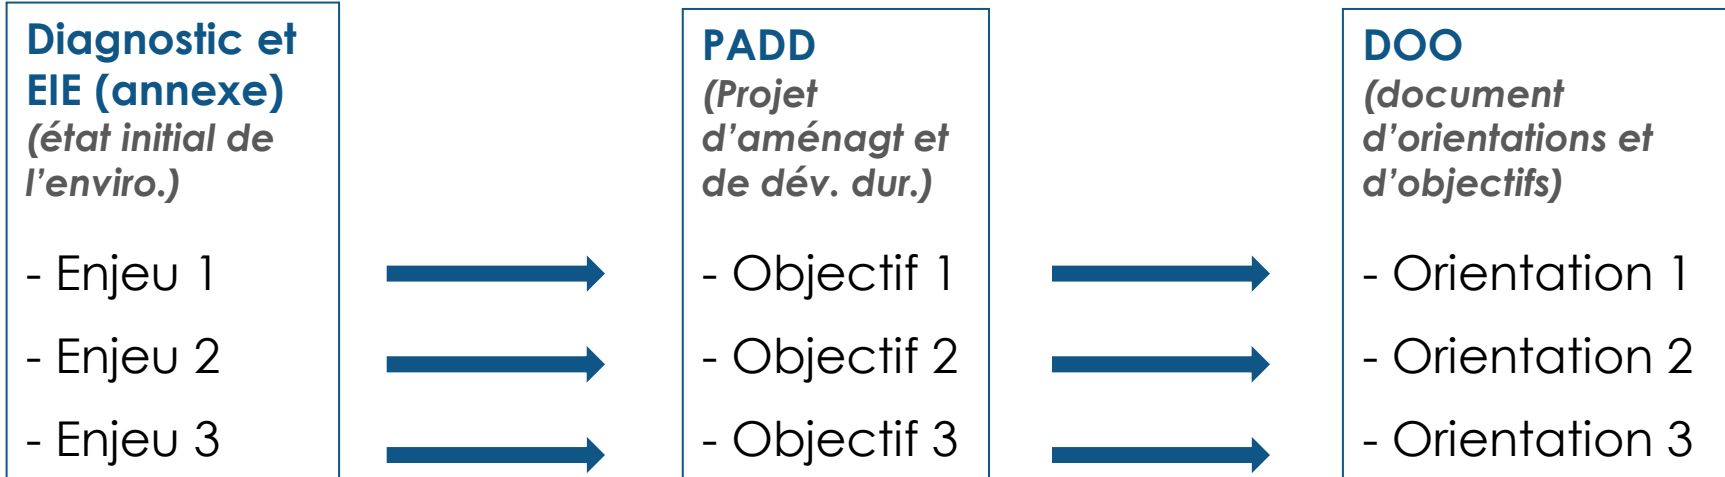 Diagnostic et
EIE (annexe)
(état initial de
l’enviro.)
- Enjeu 1
- Enjeu 2
- Enjeu 3
PADD
(Projet
d’aménagt et
de dév. dur.)
- Objectif 1
- Objectif 2
- Objectif 3
DOO
(document
d’orientations et
d’objectifs)
- Orientation 1
- Orientation 2
- Orientation 3